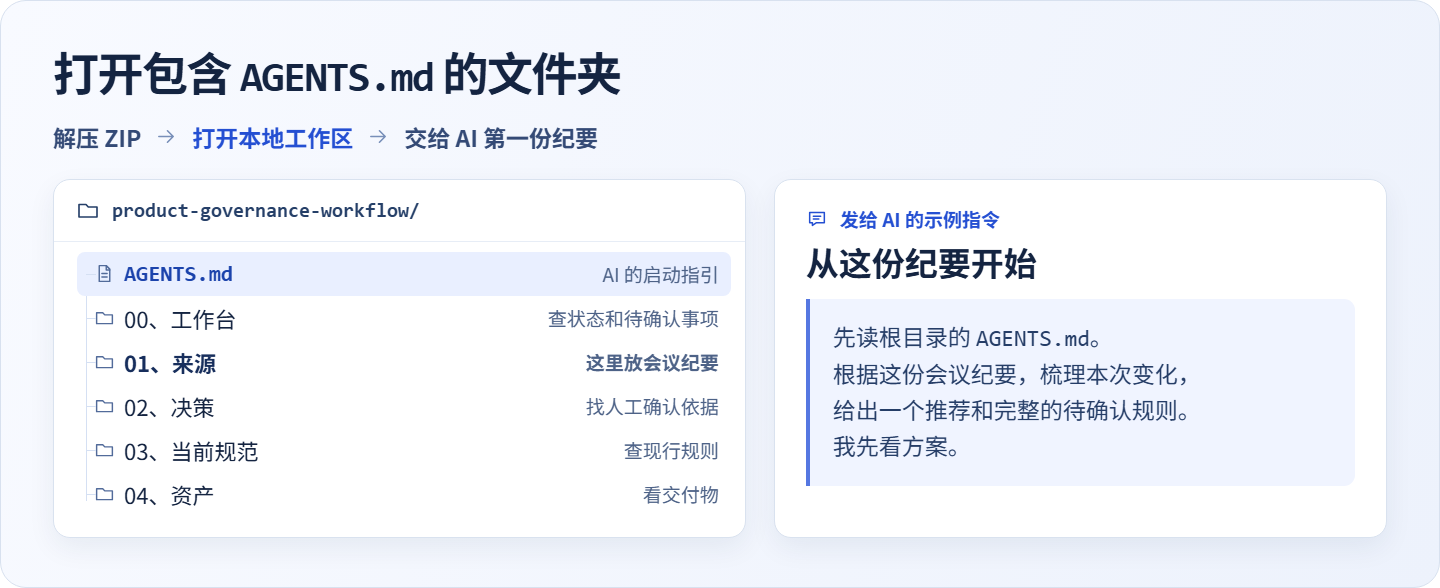 打开包含 AGENTS.md 的文件夹
解压 ZIP → 打开本地工作区 → 交给 AI 第一份纪要
product-governance-workflow/
AGENTS.md AI 的启动指引
00、工作台 查状态和待确认事项
01、来源 这里放会议纪要
02、决策 找人工确认依据
03、当前规范 查现行规则
04、资产 看交付物
发给 AI 的示例指令
从这份纪要开始
先读根目录的 AGENTS.md。
根据这份会议纪要，梳理本次变化，
给出一个推荐和完整的待确认规则。
我先看方案。